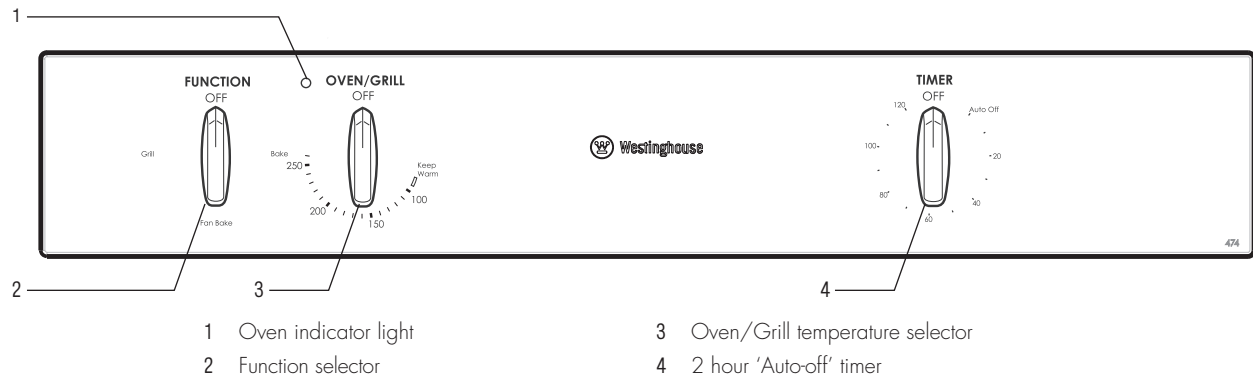 1
FUNCTION
OFF
Grill
Fan Bake
Bake
OVEN/GRILL
OFF
250
200
150
100
Keep
Warm
Westinghouse
TIMER
OFF
Auto Off
20
40
60
80
100
120
474
2
3
4
1 Oven indicator light
2 Function selector
3 Oven/Grill temperature selector
4 2 hour ‘Auto-off’ timer